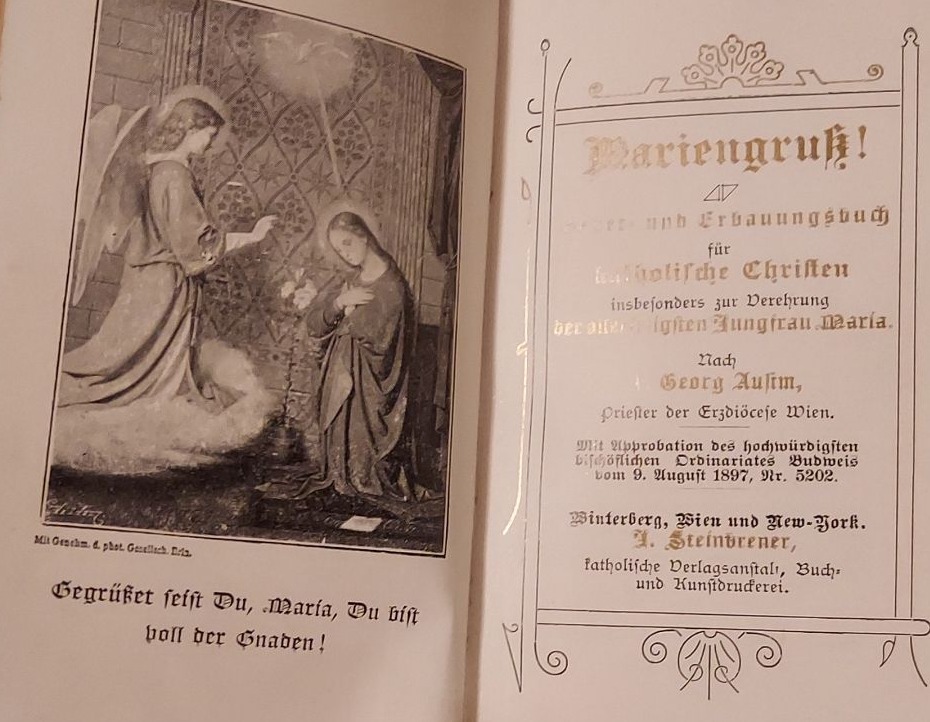 Mit Genehm. d. phot. Gesellsch. Brln.
Gegrüßet seist Du, Maria, Du bist
voll der Gnaden!
Mariengruß!
und Erbauungsbuch
für
katholische Christen
insbesonders zur Verehrung
der Jungfrau Maria.
Nach
Georg Ausim,
Priester der Erzdiöcese Wien.
Mit Approbation des hochwürdigsten
bischöflichen Ordinariates Budweis
vom 9. August 1897, Nr. 5202.
Winterberg, Wien und New-York.
J. Steinbrener,
katholische Verlagsanstalt, Buch-
und Kunstdruckerei.